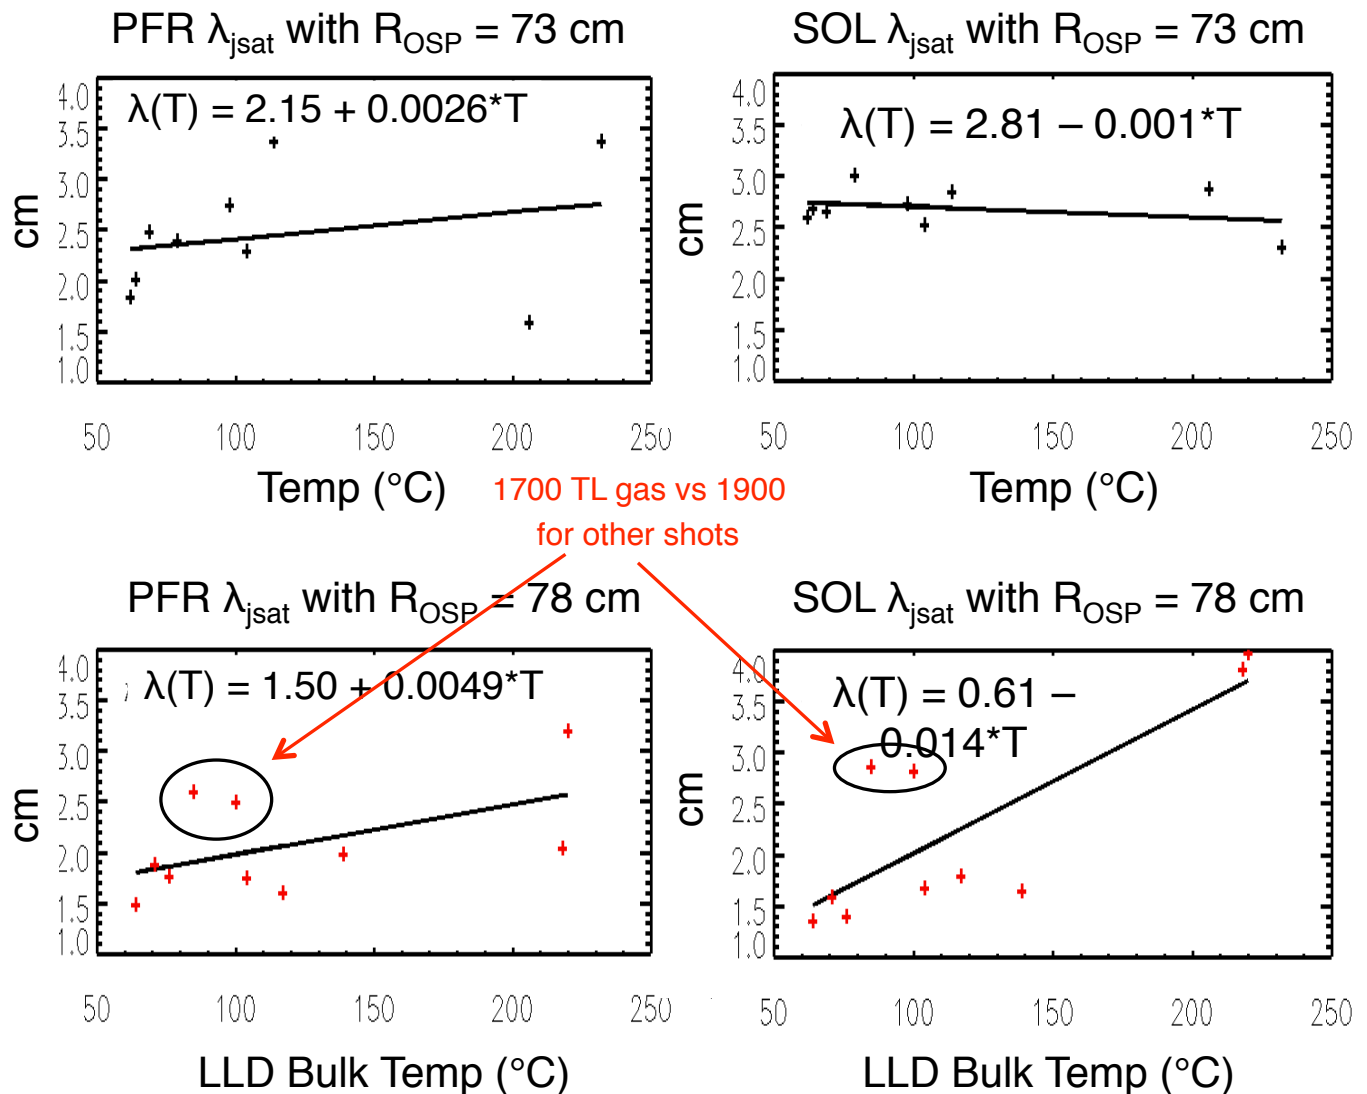 PFR λjsat with ROSP = 73 cm
λ(T) = 2.15 + 0.0026*T
cm
4.0
3.5
3.0
2.5
2.0
1.5
1.0
50 100 150 200 250
Temp (°C)
SOL λjsat with ROSP = 73 cm
λ(T) = 2.81 – 0.001*T
cm
4.0
3.5
3.0
2.5
2.0
1.5
1.0
50 100 150 200 250
Temp (°C)
1700 TL gas vs 1900
for other shots
PFR λjsat with ROSP = 78 cm
λ(T) = 1.50 + 0.0049*T
cm
4.0
3.5
3.0
2.5
2.0
1.5
1.0
50 100 150 200 250
LLD Bulk Temp (°C)
SOL λjsat with ROSP = 78 cm
λ(T) = 0.61 –
0.014*T
cm
4.0
3.5
3.0
2.5
2.0
1.5
1.0
50 100 150 200 250
LLD Bulk Temp (°C)